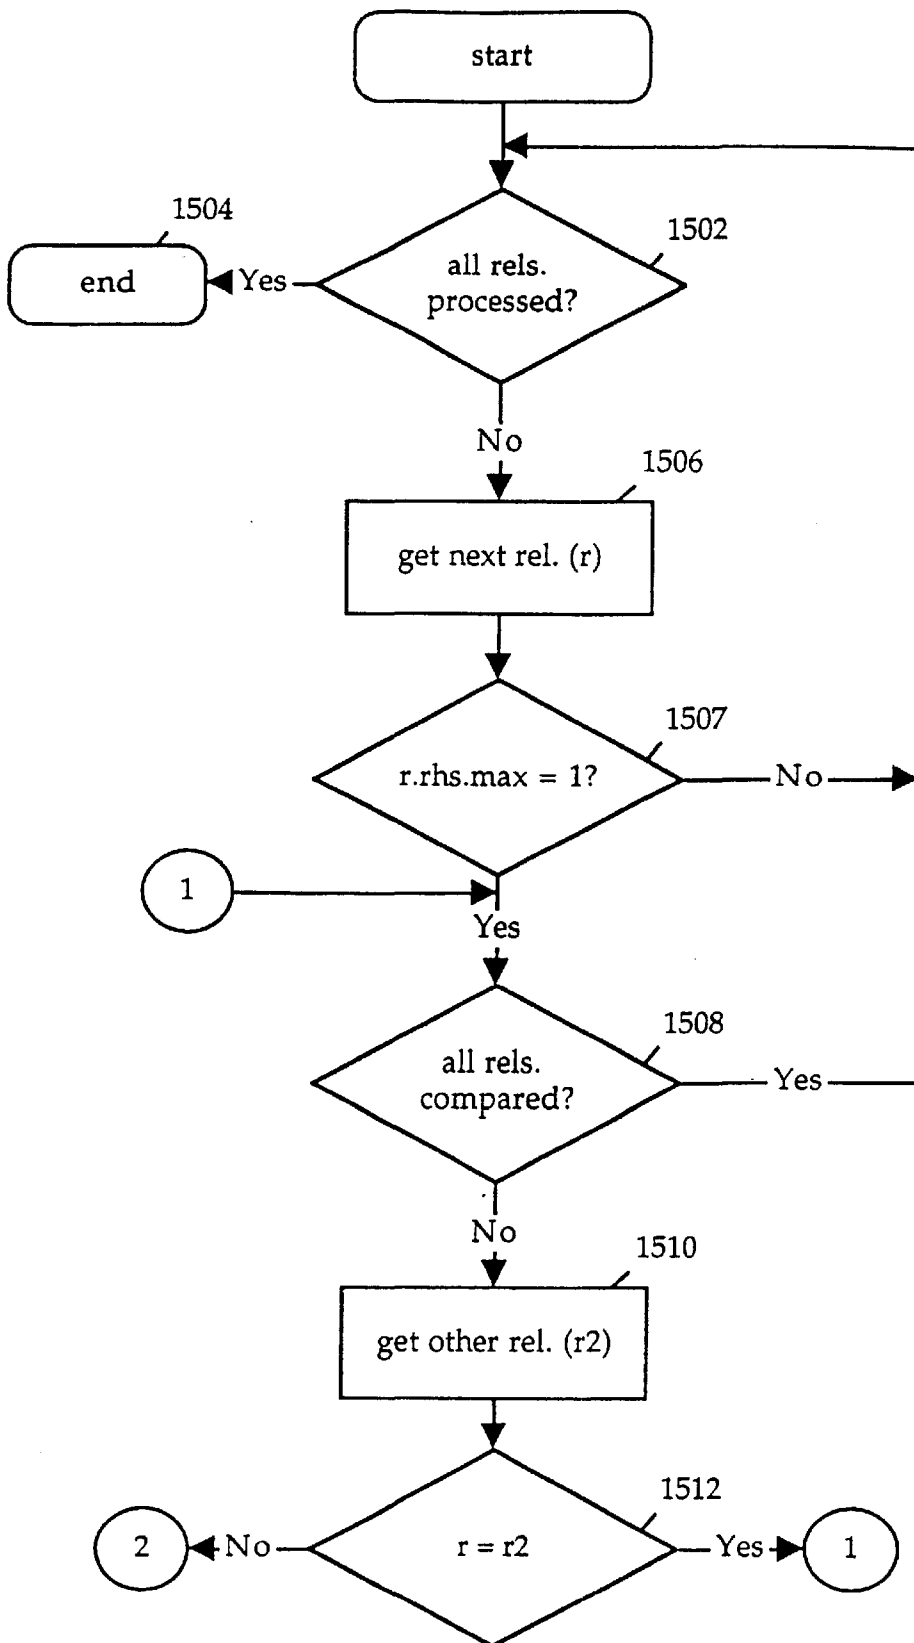 start
1504
1502
end
Yes
all rels.
processed?
No
1506
get next rel. (r)
1507
r.rhs.max = 1?
No
1
Yes
1508
all rels.
compared?
Yes
No
1510
get other rel. (r2)
1512
2
No
r = r2
Yes
1